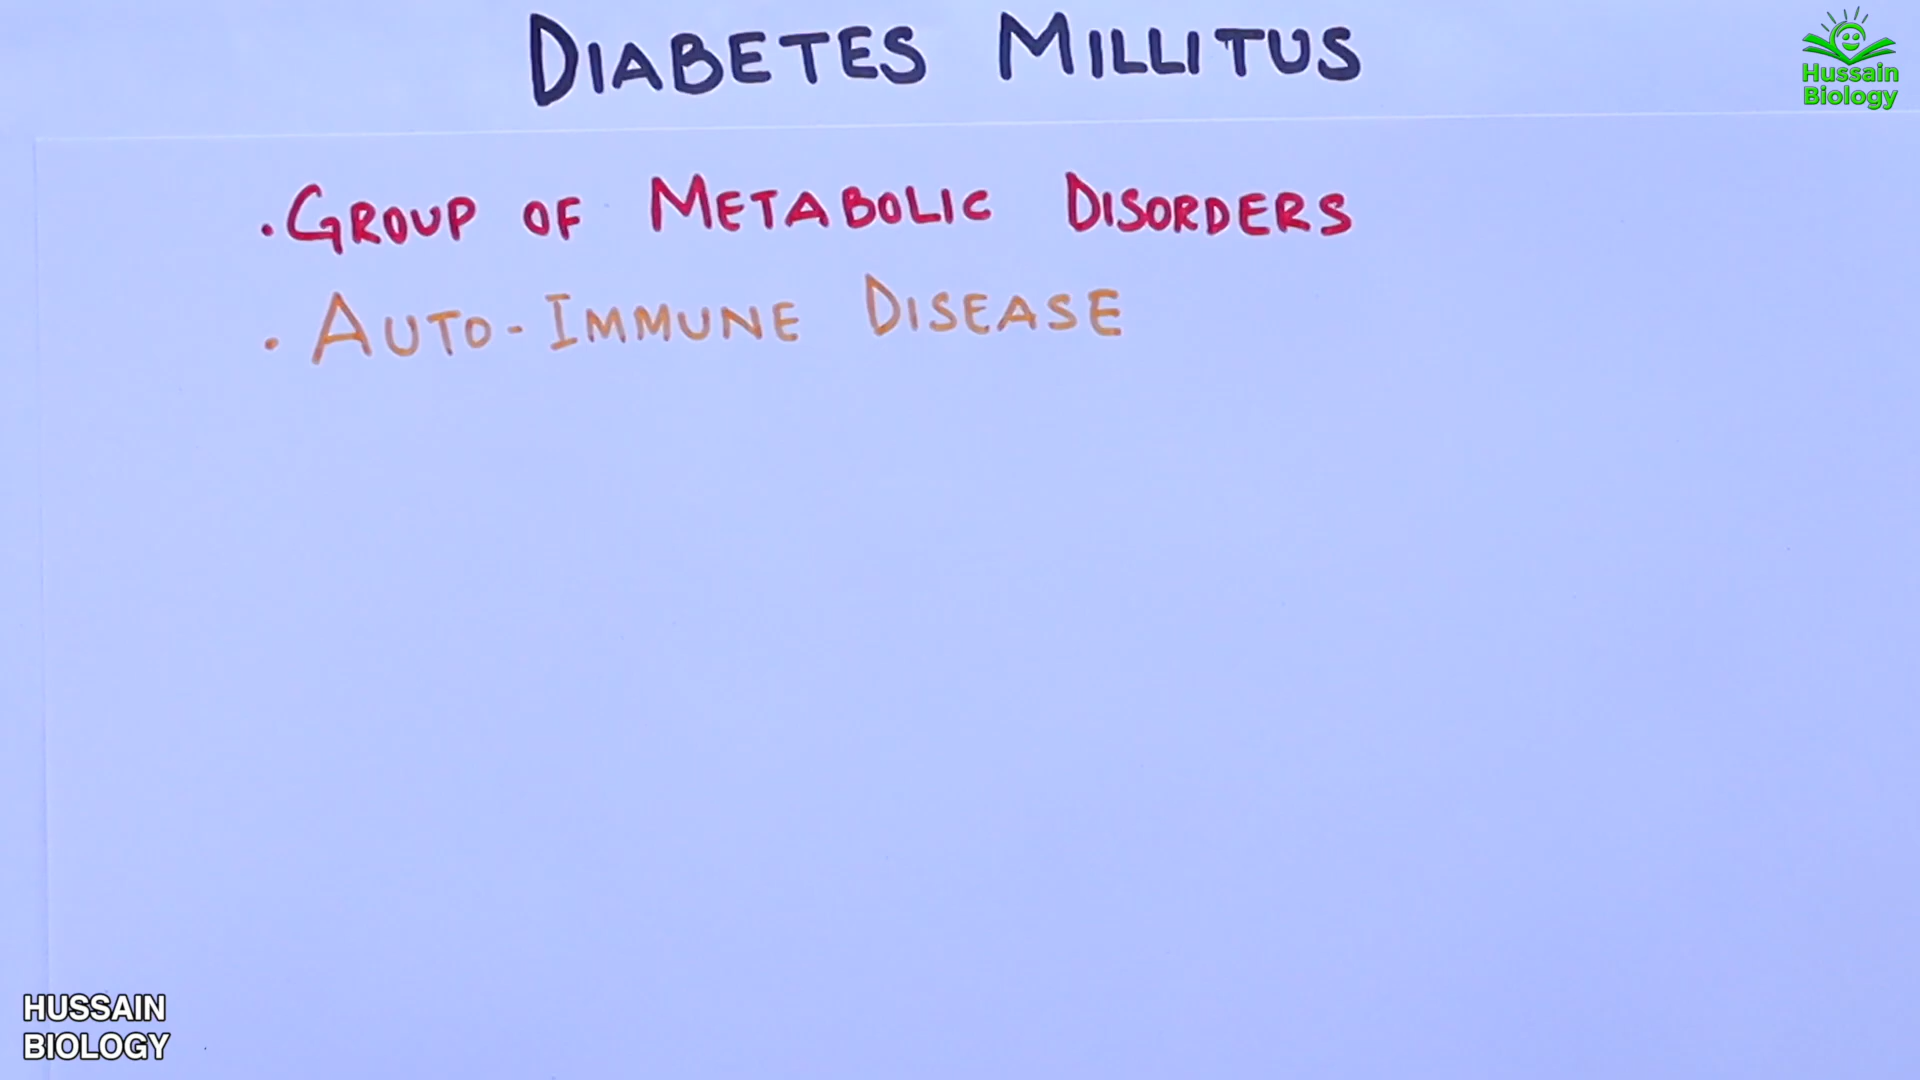 DIABETES MILLITUS
Hussain
Biology
. GROUP OF METABOLIC DISORDERS
. AUTO-IMMUNE DISEASE
HUSSAIN
BIOLOGY